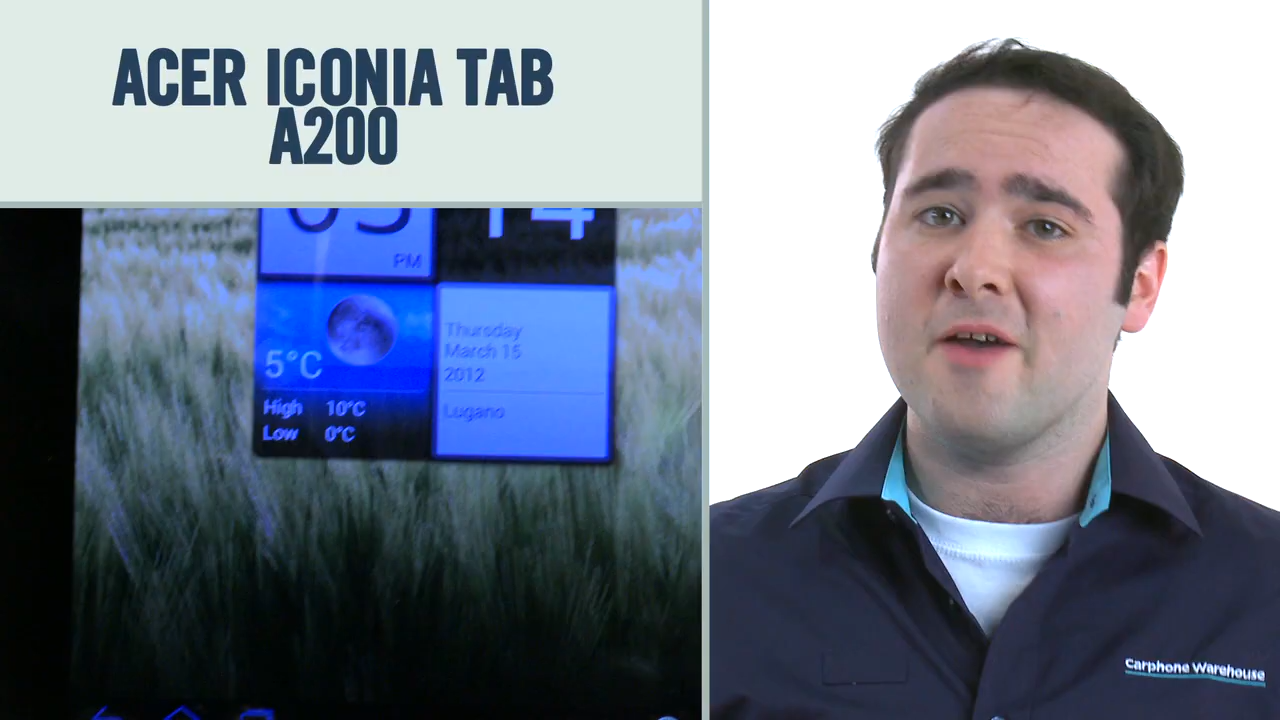 ACER ICONIA TAB
A200
PM
5°C
High 10°C
Low 0°C
Thursday
March 15
2012
Lugano
Carphone Warehouse